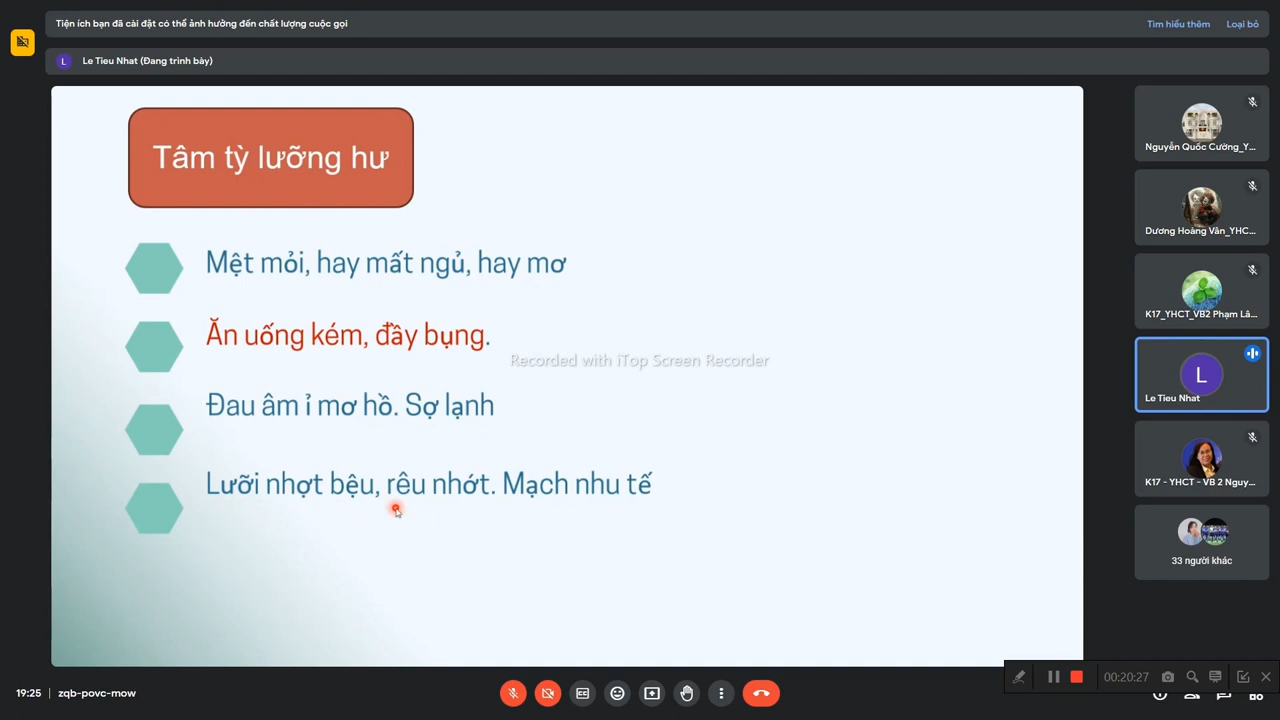 Tiện ích bạn đã cài đặt có thể ảnh hưởng đến chất lượng cuộc gọi
Tìm hiểu thêm
Loại bỏ
L
Le Tieu Nhat (Đang trình bày)
Tâm tỳ lưỡng hư
Mệt mỏi, hay mất ngủ, hay mơ
Ăn uống kém, đầy bụng.
Recorded with iTop Screen Recorder
Đau âm ỉ mơ hồ. Sợ lạnh
Lưỡi nhợt bệu, rêu nhớt. Mạch nhu tế
Nguyễn Quốc Cường_Y...
Dương Hoàng Vân_YHC...
K17_YHCT_VB2 Phạm Lâ...
L
Le Tieu Nhat
K17 - YHCT - VB 2 Nguy...
33 người khác
19:25
zqb-povc-mow
00:20:27